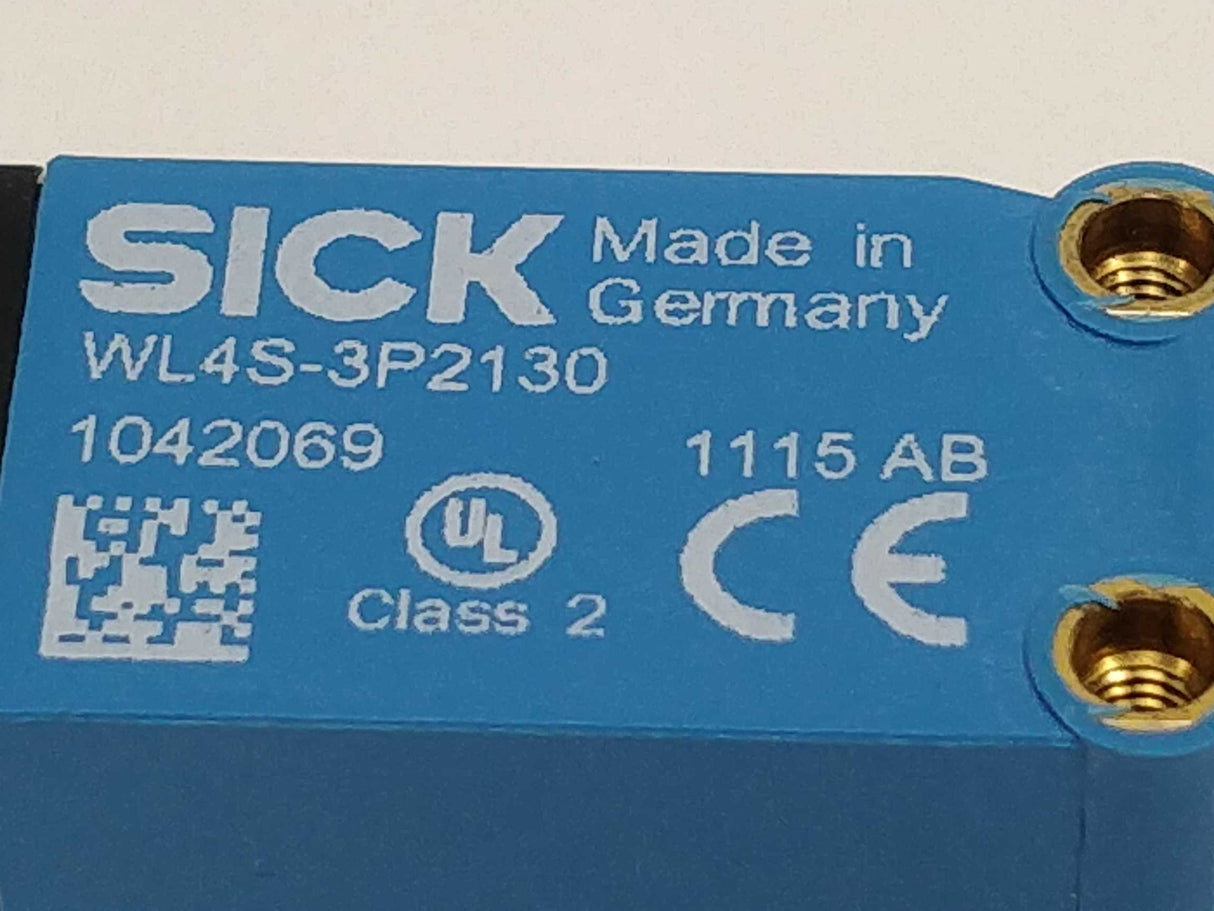 SICK Made in
Germany
WL4S-3P2130
1042069 1115 AB
UL
Class 2 CE